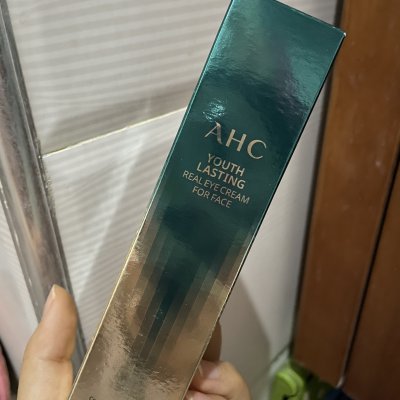 AHC
YOUTH
LASTING
REAL EYE CREAM
FOR FACE